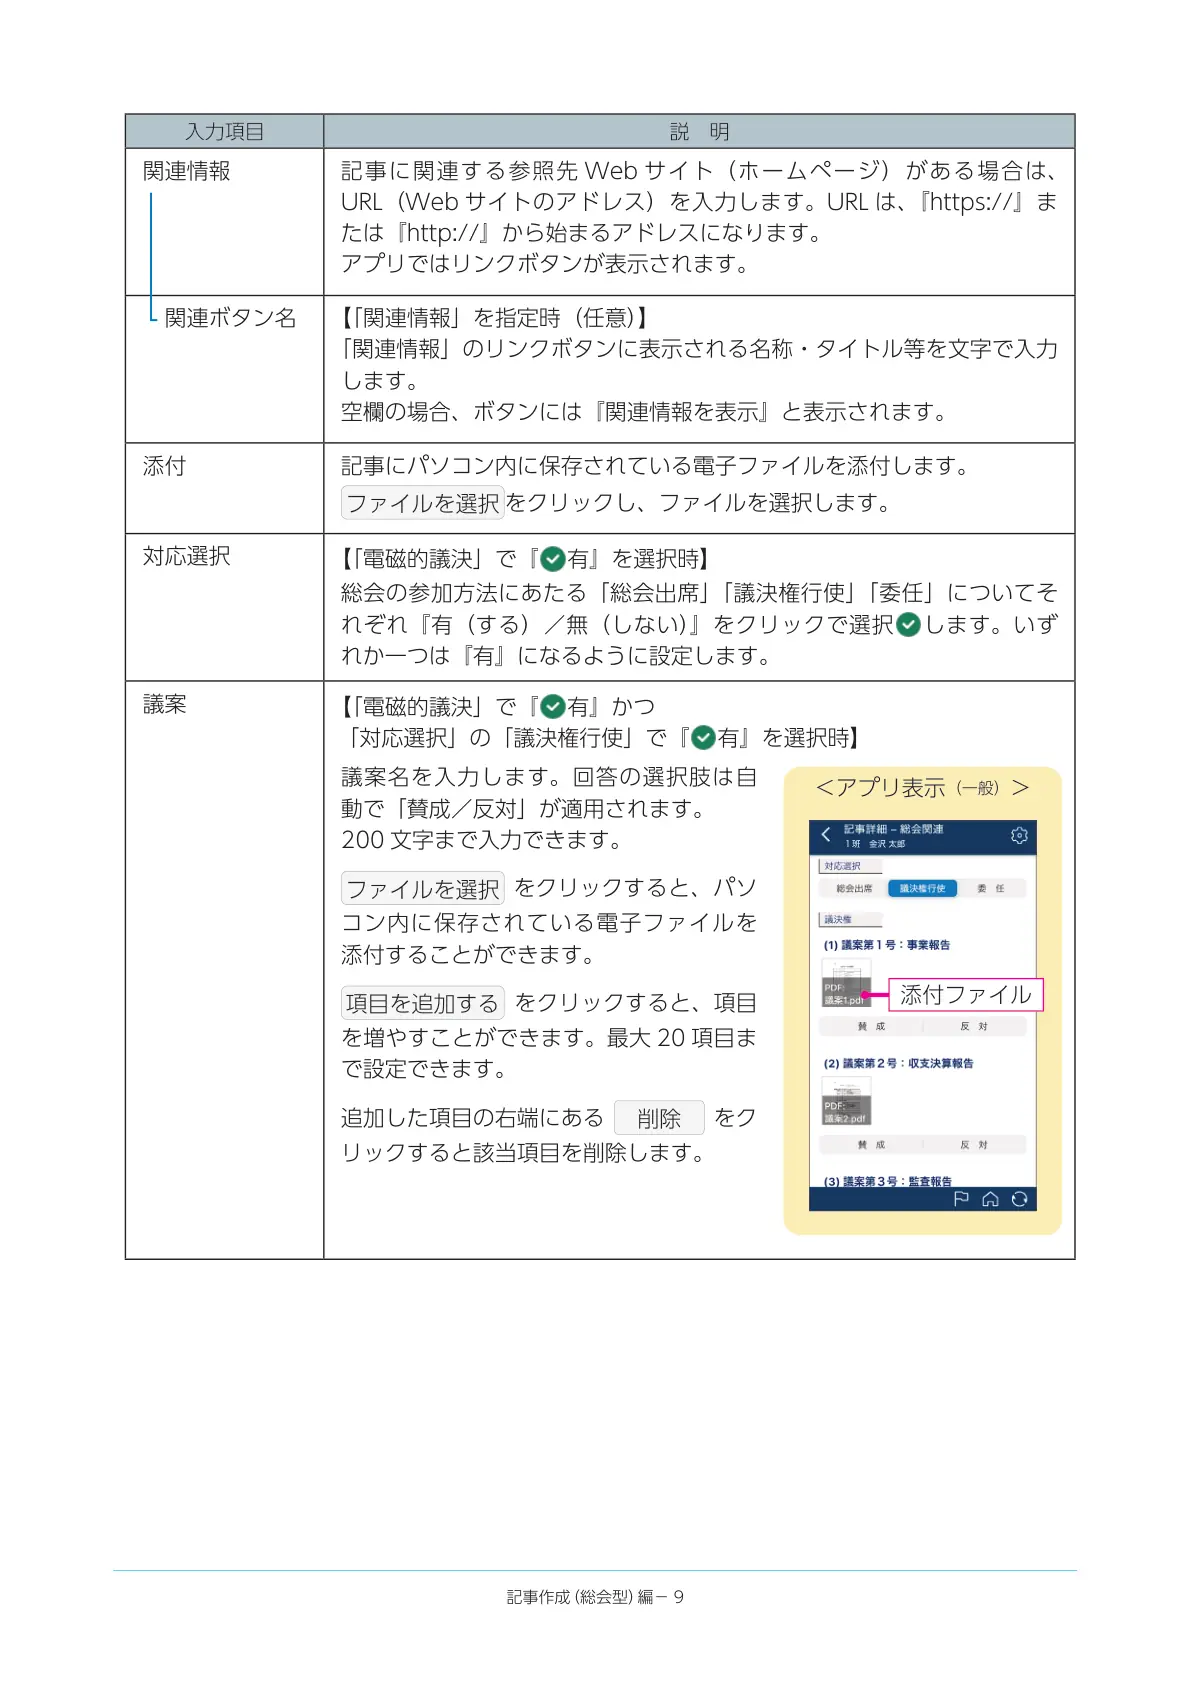 入力項目
説　明
関連情報
記事に関連する参照先 Web サイト（ホームページ）がある場合は、
URL（Web サイトのアドレス）を入力します。URL は、『https://』ま
たは『http://』から始まるアドレスになります。
アプリではリンクボタンが表示されます。
関連ボタン名
【「関連情報」を指定時（任意）】
「関連情報」のリンクボタンに表示される名称・タイトル等を文字で入力
します。
空欄の場合、ボタンには『関連情報を表示』と表示されます。
添付
記事にパソコン内に保存されている電子ファイルを添付します。
ファイルを選択 をクリックし、ファイルを選択します。
対応選択
【「電磁的議決」で『有』を選択時】
総会の参加方法にあたる「総会出席」「議決権行使」「委任」についてそ
れぞれ『有（する）／無（しない）』をクリックで選択します。いず
れか一つは『有』になるように設定します。
議案
【「電磁的議決」で『有』かつ
「対応選択」の「議決権行使」で『有』を選択時】
議案名を入力します。回答の選択肢は自
動で「賛成／反対」が適用されます。
200 文字まで入力できます。
ファイルを選択 をクリックすると、パソ
コン内に保存されている電子ファイルを
添付することができます。
項目を追加する をクリックすると、項目
を増やすことができます。最大 20 項目ま
で設定できます。
追加した項目の右端にある 削除 をク
リックすると該当項目を削除します。
＜アプリ表示（一般）＞
記事詳細 – 総会関連
1班　金沢 太郎
対応選択
総会出席 議決権行使 委　任
議決権
(1) 議案第１号：事業報告
PDF:
議案1.pdf
添付ファイル
賛　成 反　対
(2) 議案第２号：収支決算報告
PDF:
議案2.pdf
賛　成 反　対
(3) 議案第３号：監査報告
記事作成 (総会型) 編－ 9